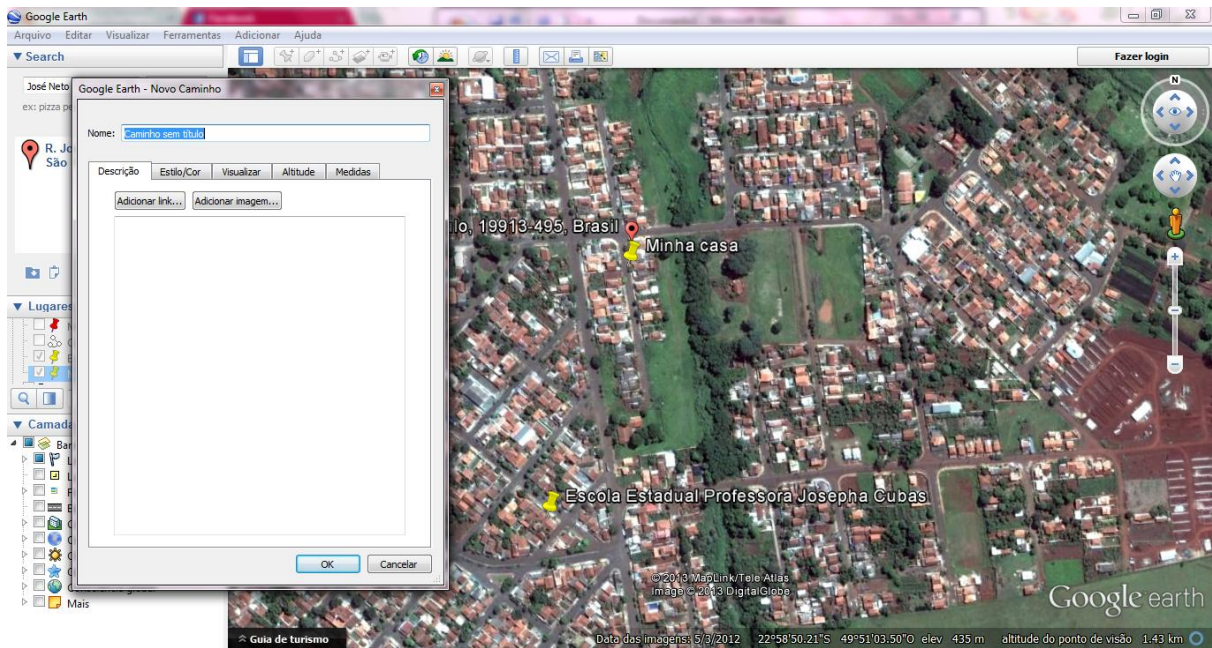 Google Earth
Arquivo Editar Visualizar Ferramentas Adicionar Ajuda
Search
Fazer login
José Neto
ex: pizza
R. Jo
São
Google Earth - Novo Caminho
Nome: Caminho sem título
Descrição Estilo/Cor Visualizar Altitude Medidas
Adicionar link... Adicionar imagem...
OK Cancelar
Lugares
Camada
Mais
N
19913-495, Brasil
Minha casa
Escola Estadual Professora Josepha Cubas
© 2013 MapLink/Tele Atlas
Image © 2013 DigitalGlobe
Google earth
Guia de turismo
Data das imagens: 5/3/2012 22°58'50.21"S 49°51'03.50"O elev 435 m altitude do ponto de visão 1.43 km